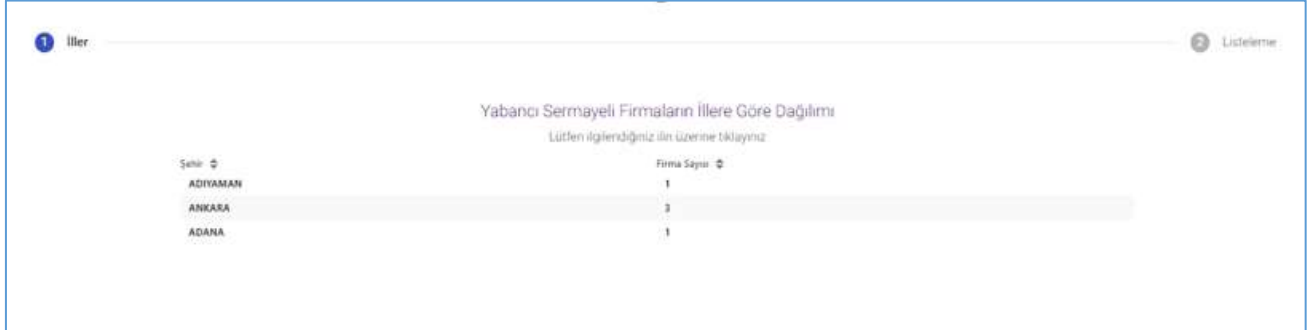 1 İller
2 Listeleme
Yabancı Sermayeli Firmaların İllere Göre Dağılımı
Lütfen ilgilendiğiniz ilin üzerine tıklayınız
Şehir Firma Sayısı
ADIYAMAN 1
ANKARA 3
ADANA 1